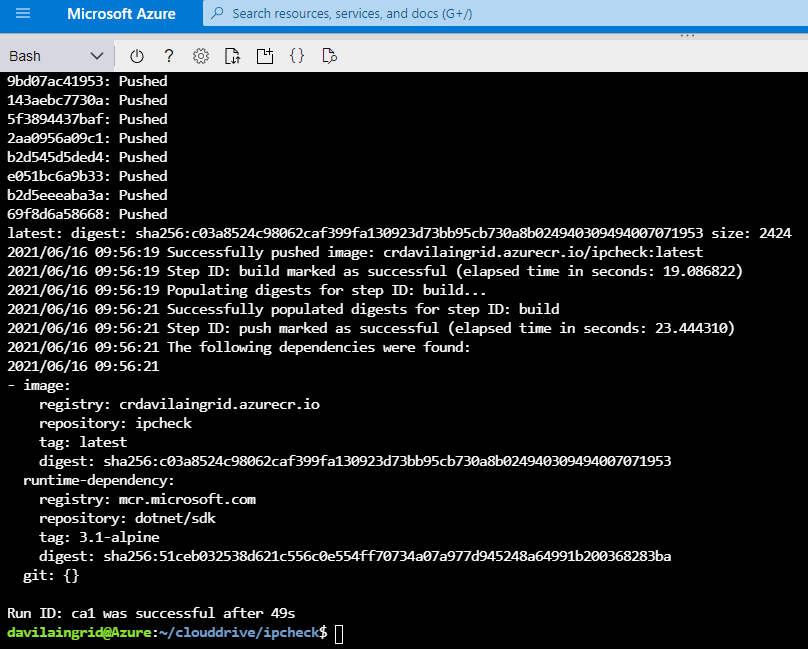 Microsoft Azure
Search resources, services, and docs (G+/)
Bash
9bd07ac41953: Pushed
143aebc7730a: Pushed
5f3894437baf: Pushed
2aa0956a09c1: Pushed
b2d545d5ded4: Pushed
e051bc6a9b33: Pushed
b2d5eeeaba3a: Pushed
69f8d6a58668: Pushed
latest: digest: sha256:c03a8524c98062caf399fa130923d73bb95cb730a8b024940309494007071953 size: 2424
2021/06/16 09:56:19 Successfully pushed image: crdavilaingrid.azurecr.io/ipcheck:latest
2021/06/16 09:56:19 Step ID: build marked as successful (elapsed time in seconds: 19.086822)
2021/06/16 09:56:19 Populating digests for step ID: build...
2021/06/16 09:56:21 Successfully populated digests for step ID: build
2021/06/16 09:56:21 Step ID: push marked as successful (elapsed time in seconds: 23.444310)
2021/06/16 09:56:21 The following dependencies were found:
2021/06/16 09:56:21
- image:
registry: crdavilaingrid.azurecr.io
repository: ipcheck
tag: latest
digest: sha256:c03a8524c98062caf399fa130923d73bb95cb730a8b024940309494007071953
runtime-dependency:
registry: mcr.microsoft.com
repository: dotnet/sdk
tag: 3.1-alpine
digest: sha256:51ceb032538d621c556c0e554ff70734a07a977d945248a64991b200368283ba
git: {}
Run ID: ca1 was successful after 49s
davilaingrid@Azure:~/clouddrive/ipcheck$